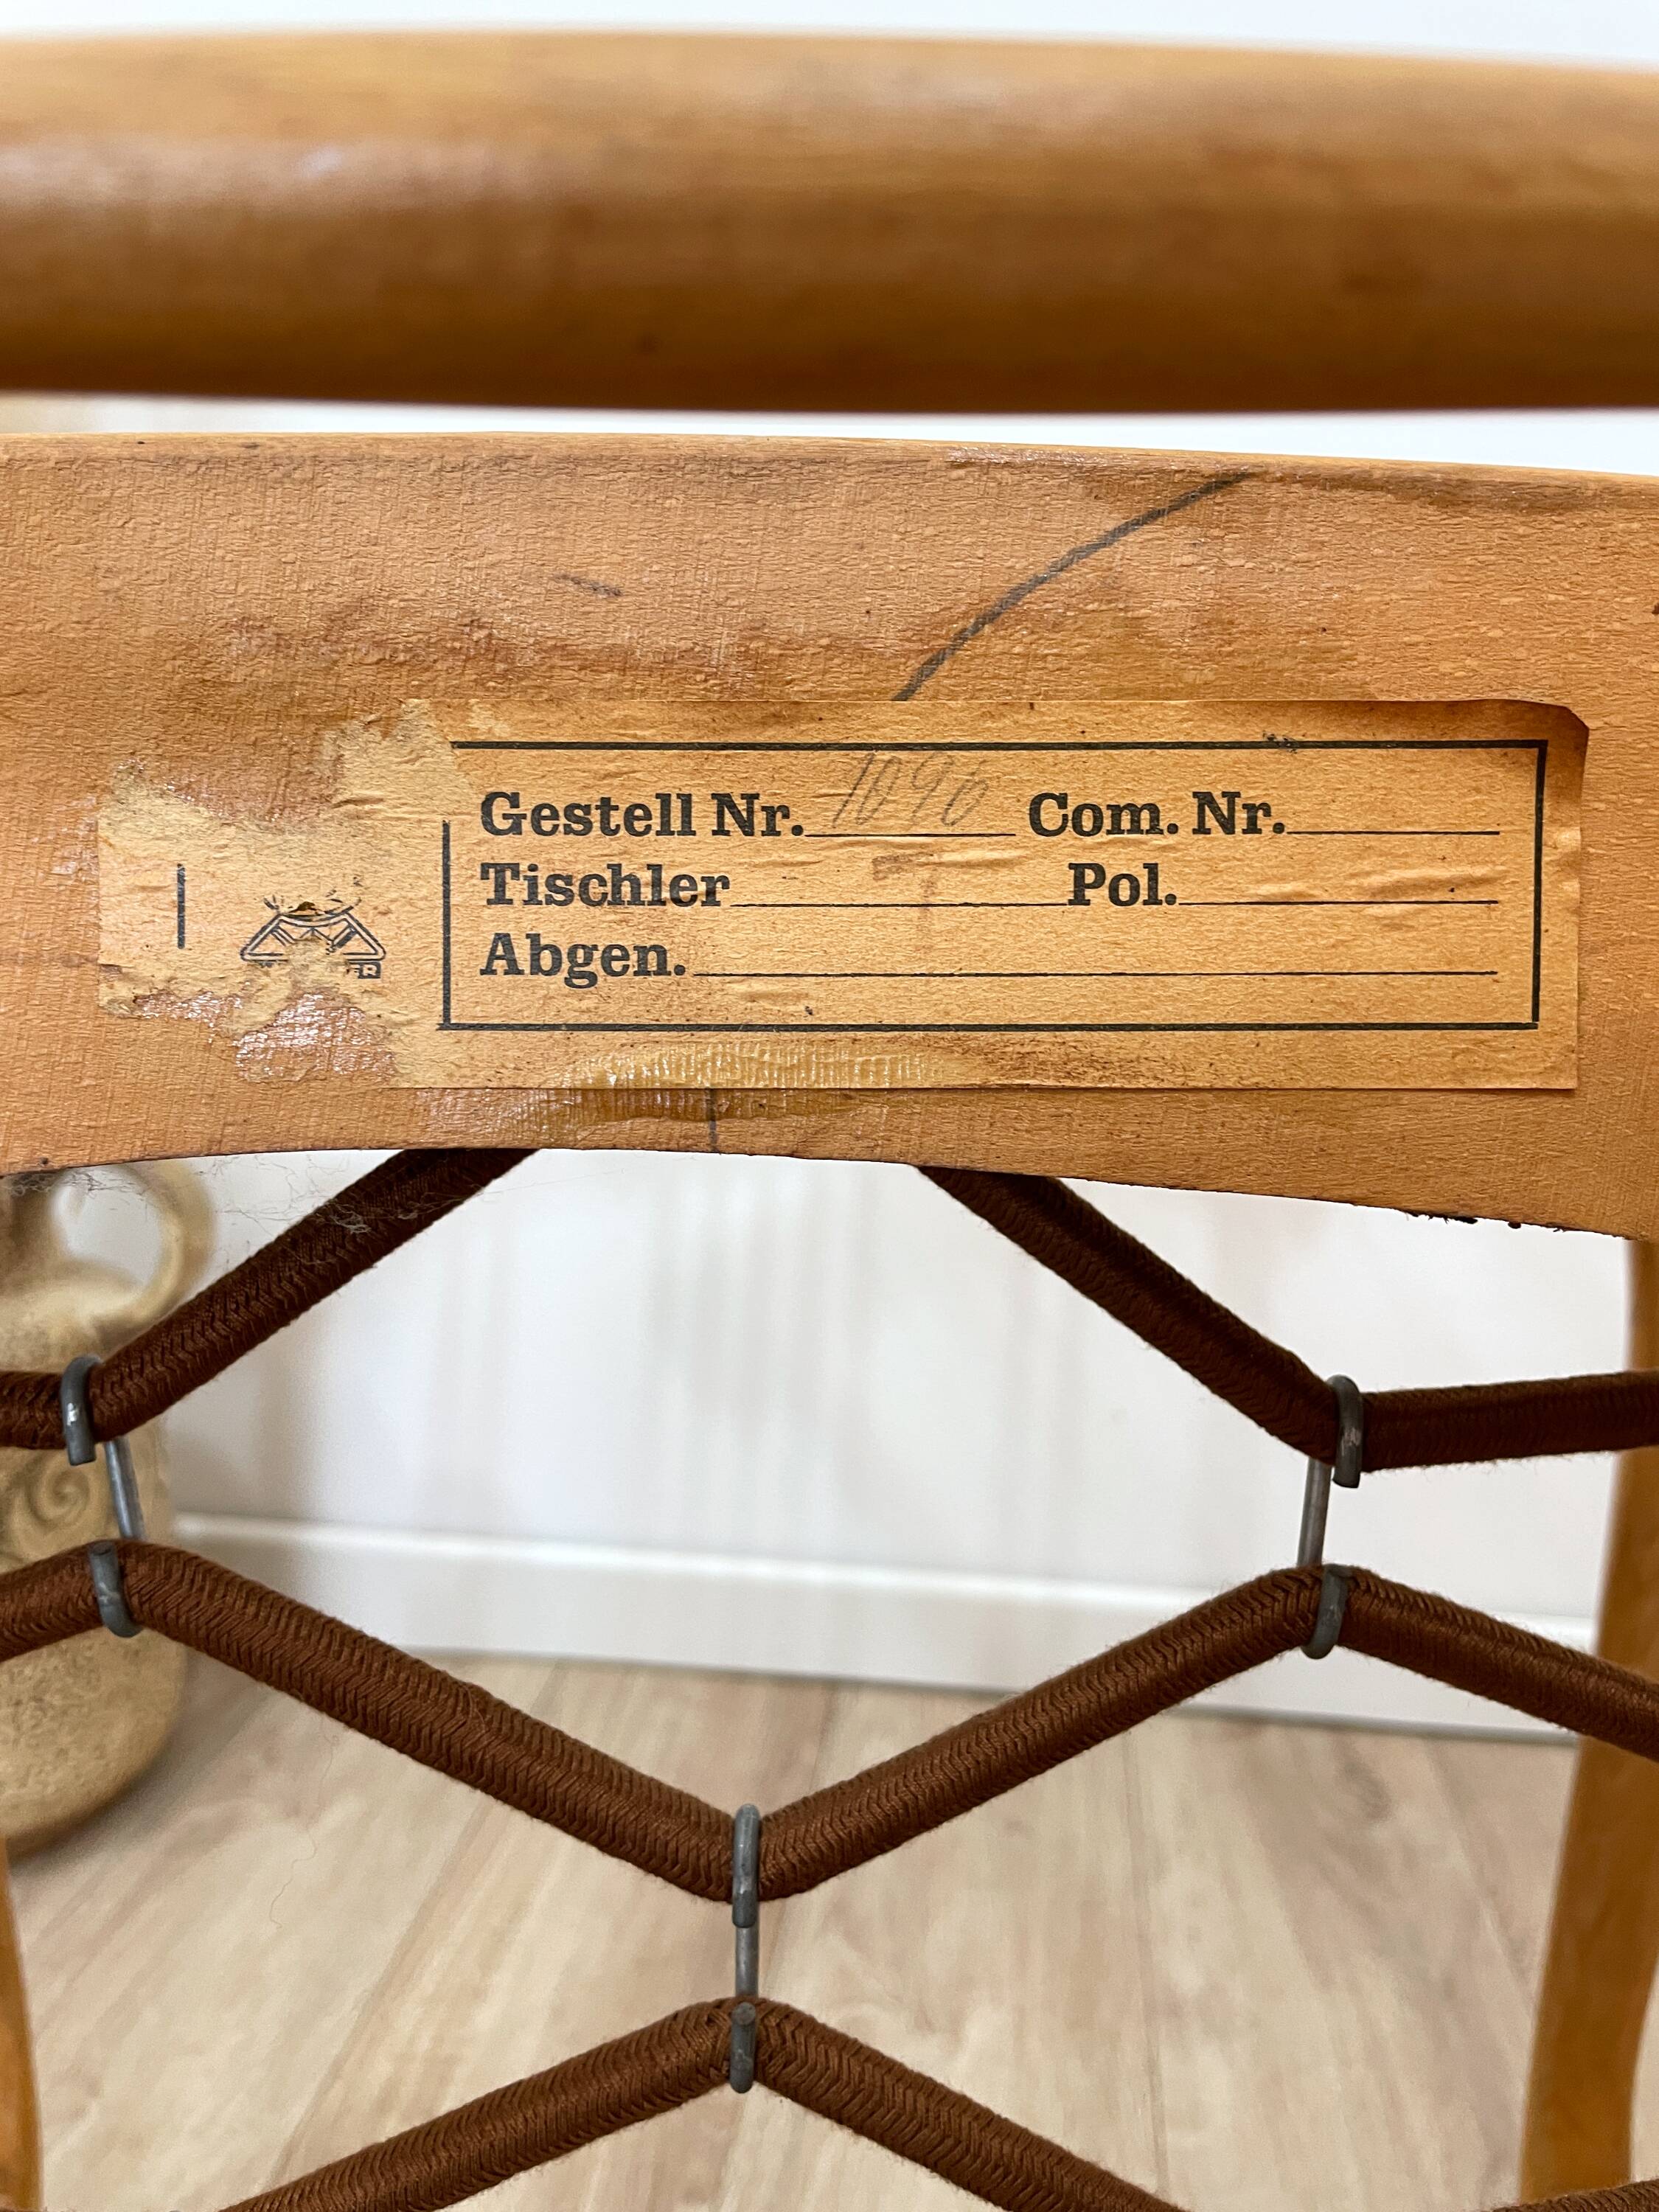 Gestell Nr. 1096 Com. Nr.
Tischler Pol.
Abgen.